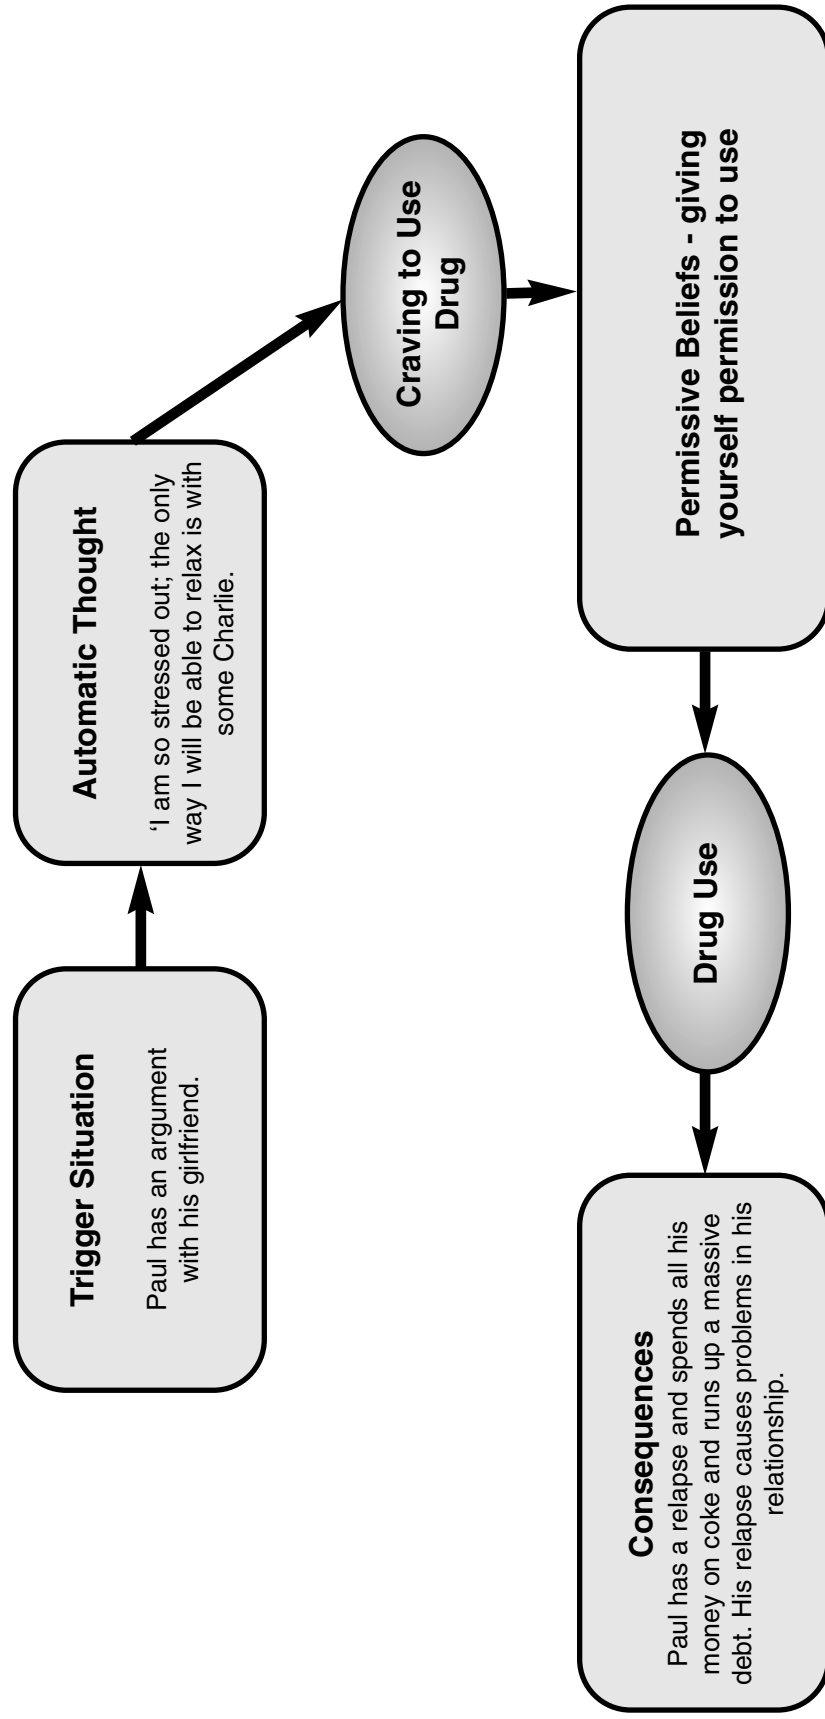 Trigger Situation
Paul has an argument
with his girlfriend.
Automatic Thought
‘I am so stressed out; the only
way I will be able to relax is with
some Charlie.
Craving to Use
Drug
Permissive Beliefs - giving
yourself permission to use
Drug Use
Consequences
Paul has a relapse and spends all his
money on coke and runs up a massive
debt. His relapse causes problems in his
relationship.